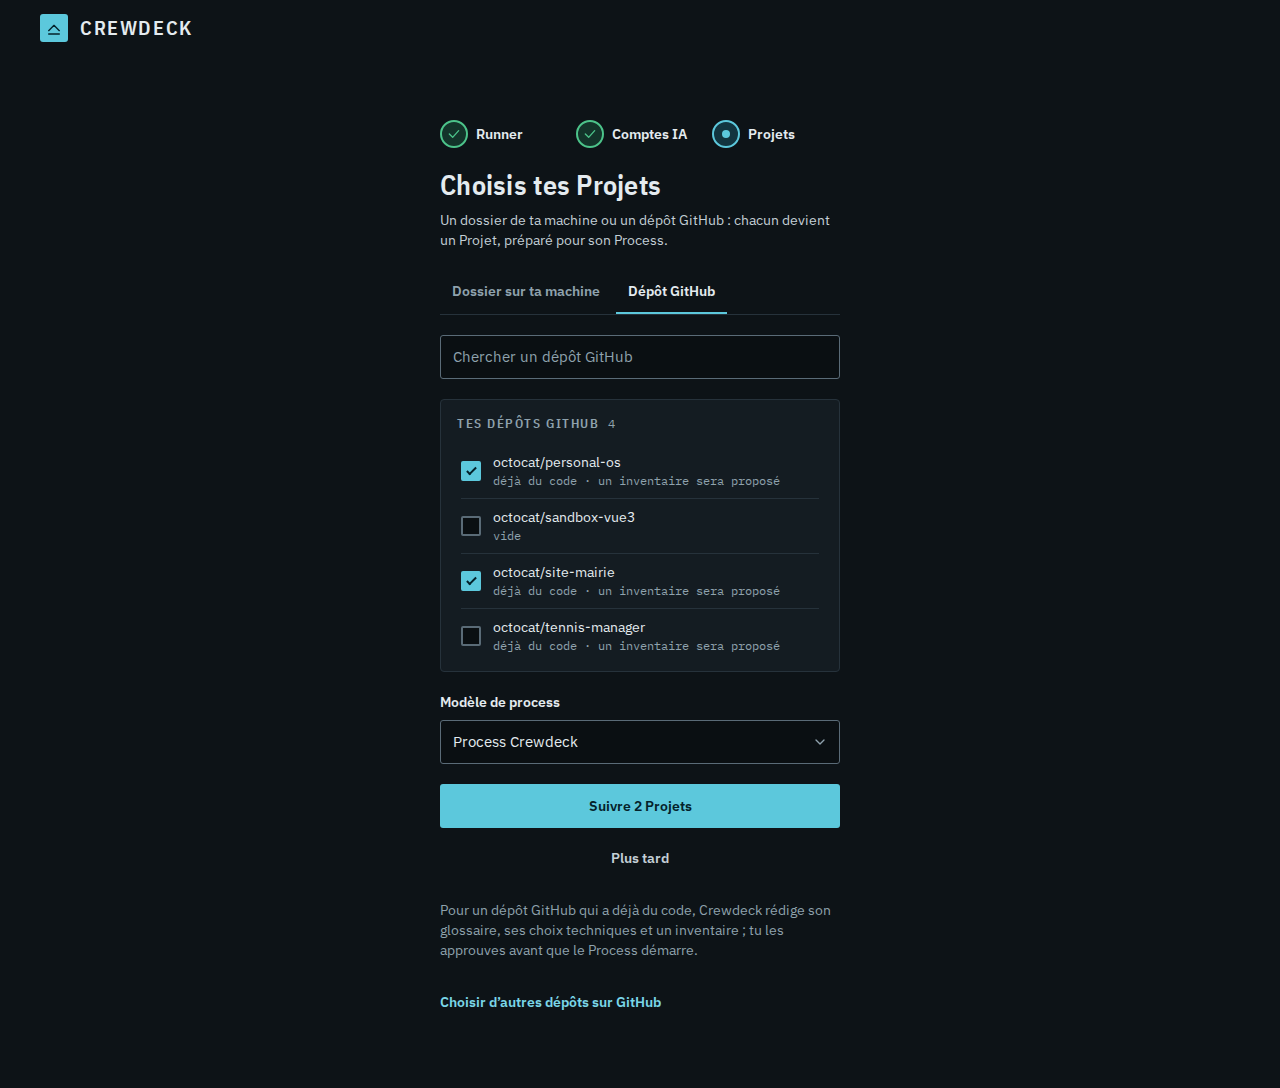 CREWDECK
Runner
Comptes IA
Projets
Choisis tes Projets
Un dossier de ta machine ou un dépôt GitHub : chacun devient
un Projet, préparé pour son Process.
Dossier sur ta machine
Dépôt GitHub
Chercher un dépôt GitHub
TES DÉPÔTS GITHUB 4
octocat/personal-os
déjà du code · un inventaire sera proposé
octocat/sandbox-vue3
vide
octocat/site-mairie
déjà du code · un inventaire sera proposé
octocat/tennis-manager
déjà du code · un inventaire sera proposé
Modèle de process
Process Crewdeck
Suivre 2 Projets
Plus tard
Pour un dépôt GitHub qui a déjà du code, Crewdeck rédige son
glossaire, ses choix techniques et un inventaire ; tu les
approuves avant que le Process démarre.
Choisir d’autres dépôts sur GitHub